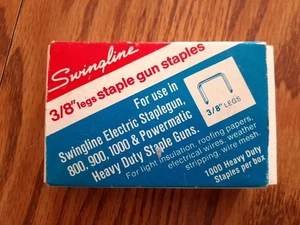 Swingline
3/8" legs staple gun staples
For use in
Swingline Electric Staplegun,
800, 900, 1000 & Powermatic
Heavy Duty Staple Guns:
For light insulation, roofing papers,
electrical wires, weather
stripping, wire mesh.
3/8" LEGS
1000 Heavy Duty
Staples per box